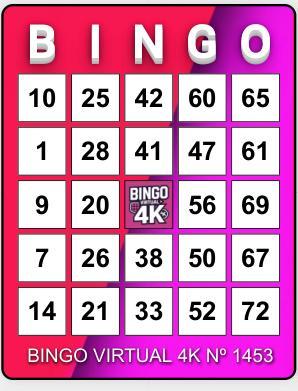 B I N G O
10 25 42 60 65
1 28 41 47 61
9 20 BINGO VIRTUAL 4K 56 69
7 26 38 50 67
14 21 33 52 72
BINGO VIRTUAL 4K Nº 1453